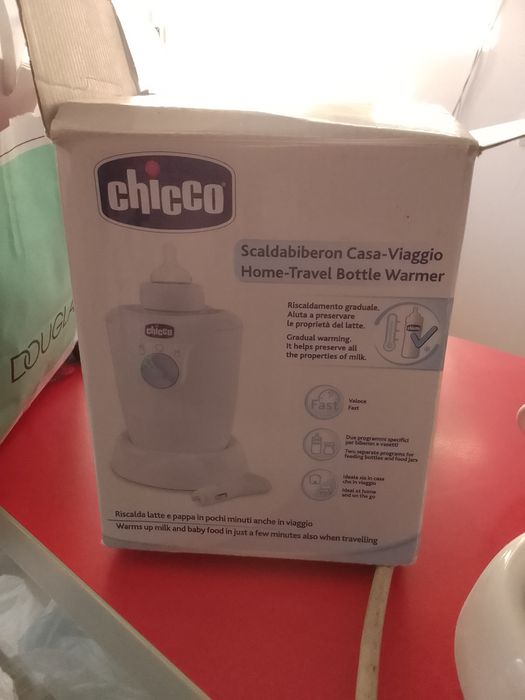 chicco
Scaldabiberon Casa-Viaggio
Home-Travel Bottle Warmer
Riscaldamento graduale.
Aiuta a preservare
le proprietà del latte.
Gradual warming.
It helps preserve all
the properties of milk.
chicco
Fast
Veloce
Fast
Due programmi specifici
per biberon e vasetti
Two separate programs for
feeding bottles and food jars
Ideale sia in casa
che in viaggio
Ideal at home
and on the go
Riscalda latte e pappa in pochi minuti anche in viaggio
Warms up milk and baby food in just a few minutes also when travelling
DOUGLA